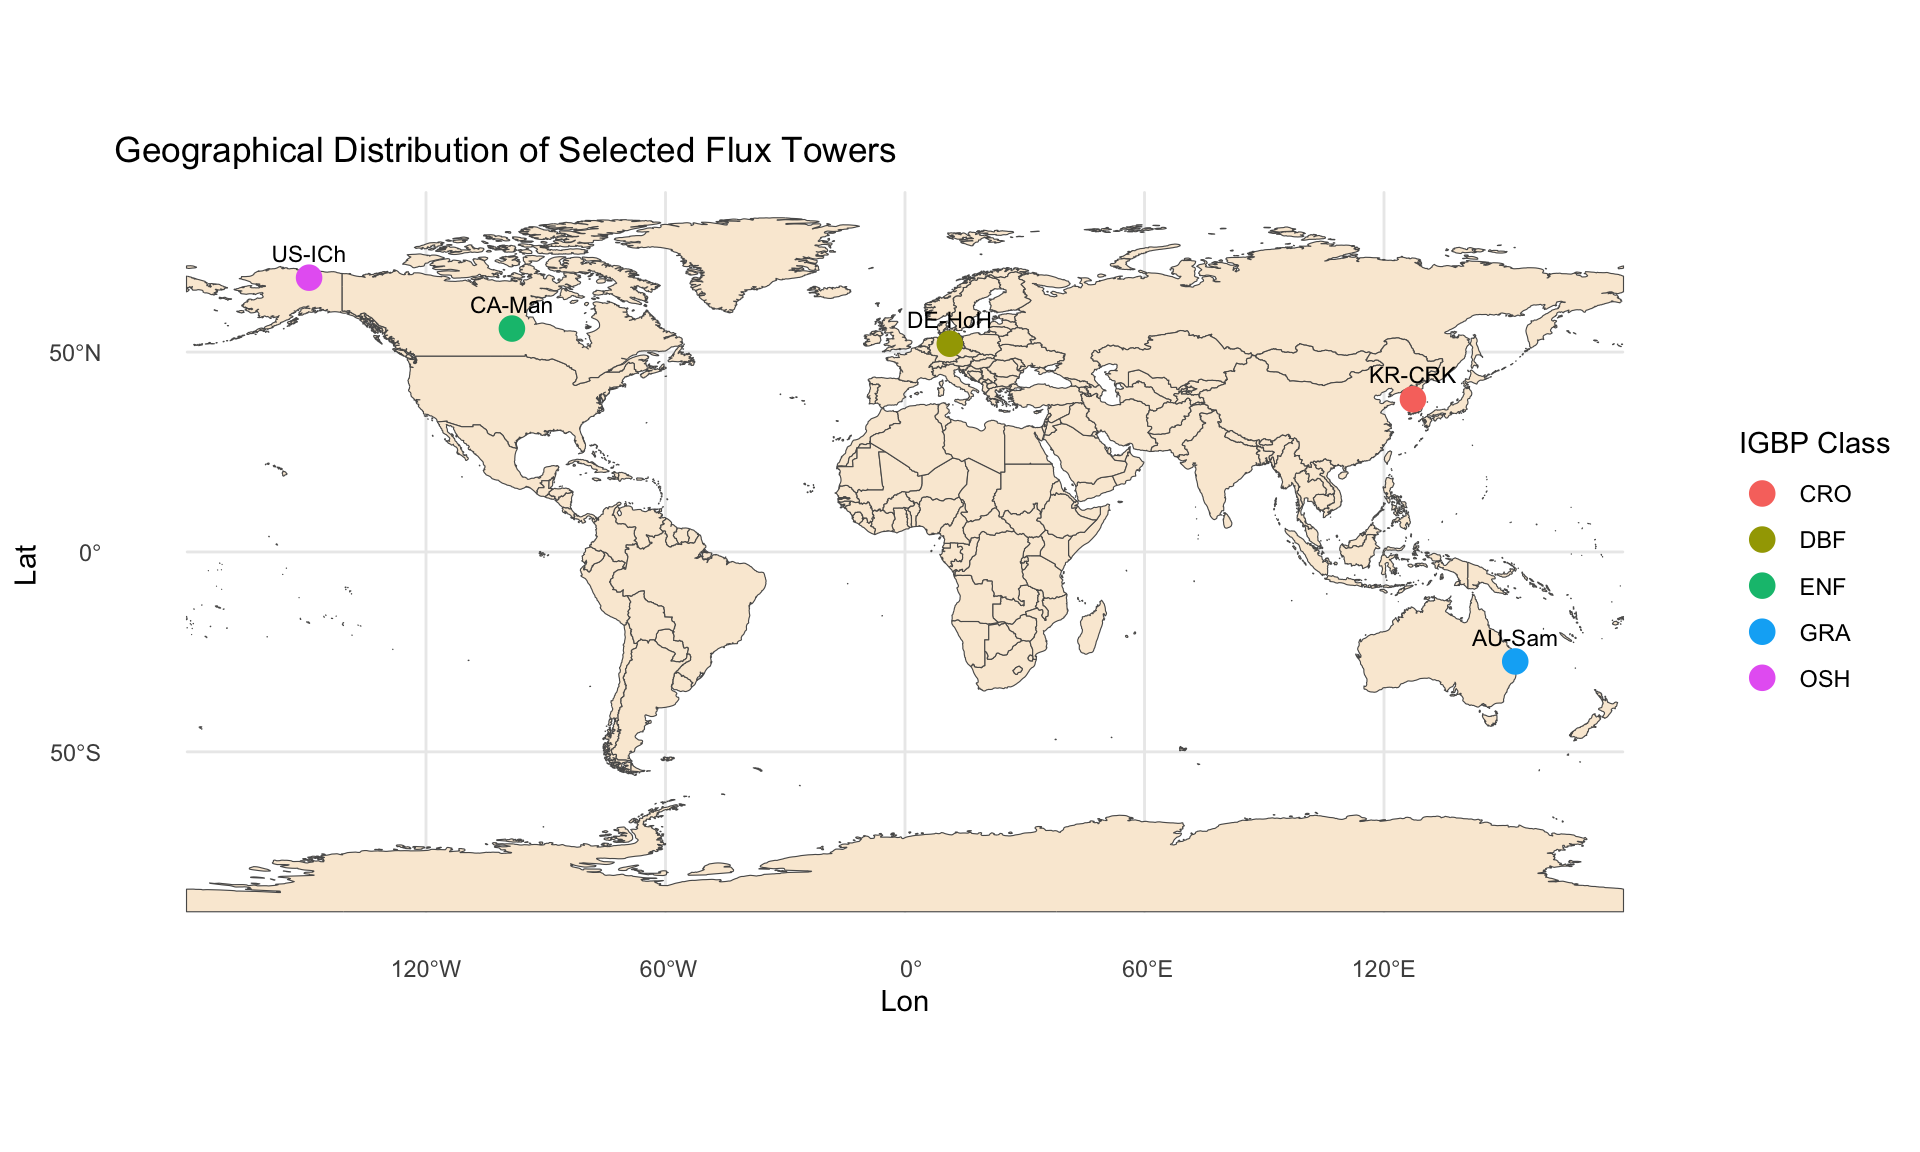 Geographical Distribution of Selected Flux Towers
US-ICh
CA-Man
DE-HoH
KR-CRK
AU-Sam
50°N
0°
50°S
Lat
120°W
60°W
0°
60°E
120°E
Lon
IGBP Class
CRO
DBF
ENF
GRA
OSH